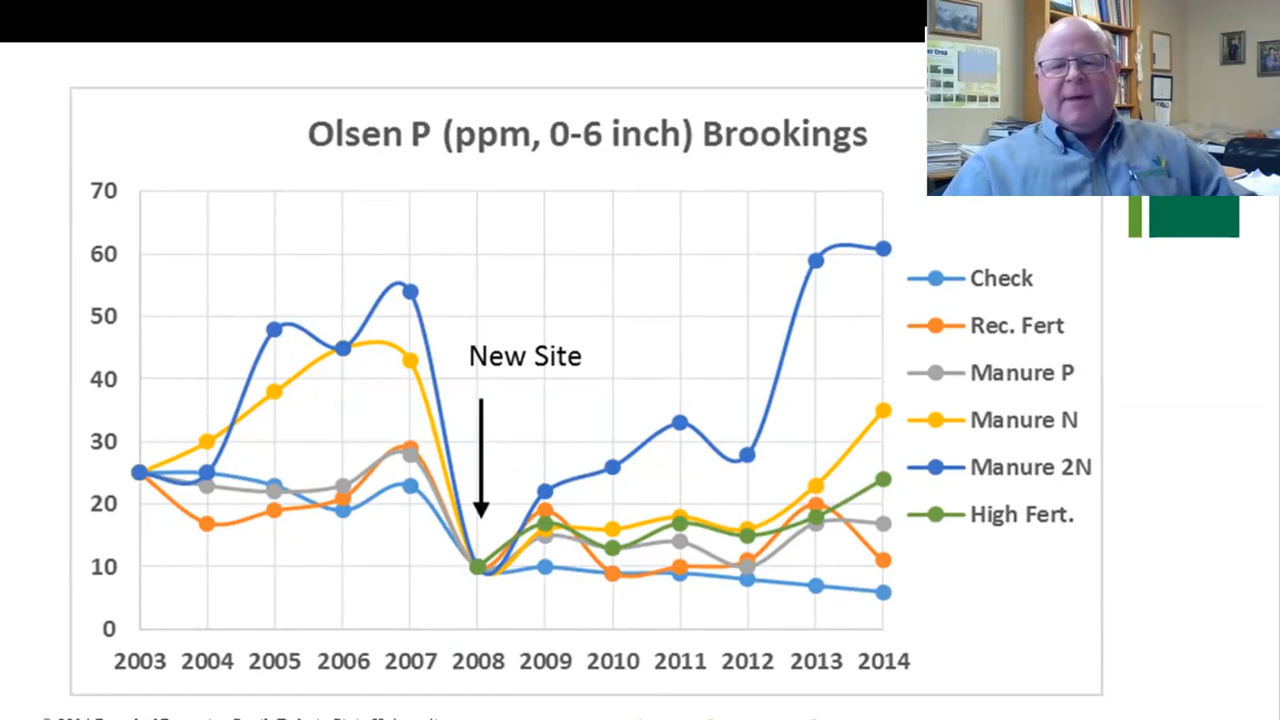 Olsen P (ppm, 0-6 inch) Brookings
70
60
50
40
30
20
10
0
New Site
2003 2004 2005 2006 2007 2008 2009 2010 2011 2012 2013 2014
Check
Rec. Fert
Manure P
Manure N
Manure 2N
High Fert.